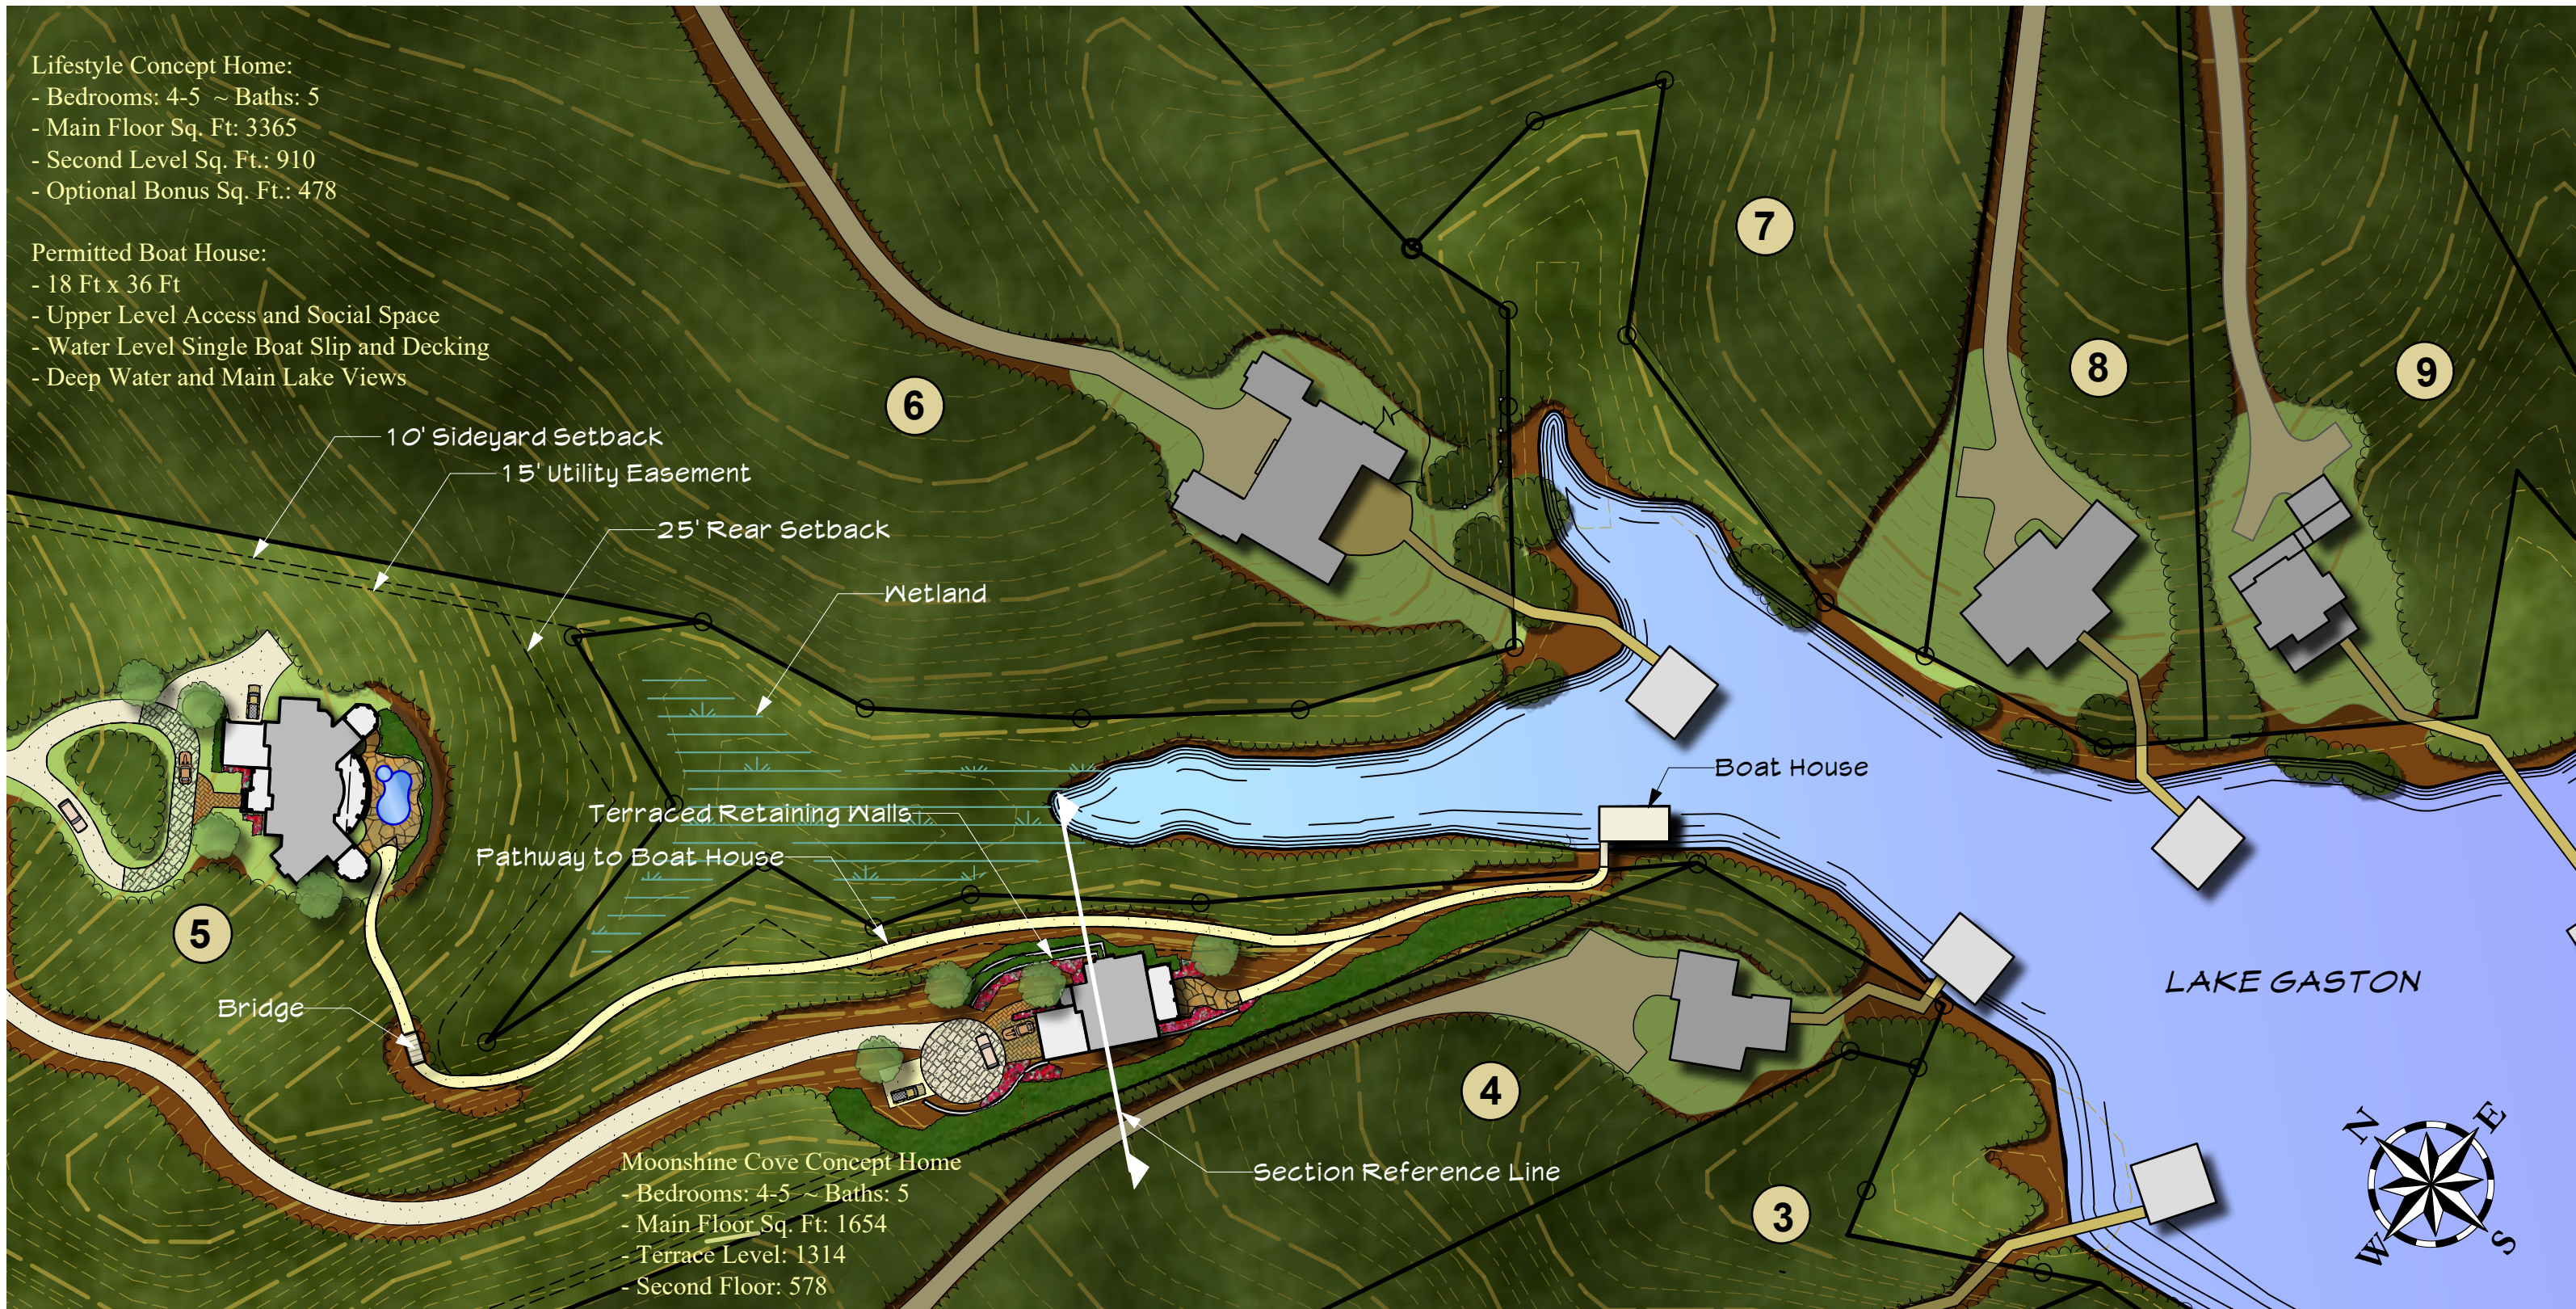 Lifestyle Concept Home:
- Bedrooms: 4-5 ~ Baths: 5
- Main Floor Sq. Ft: 3365
- Second Level Sq. Ft.: 910
- Optional Bonus Sq. Ft.: 478
Permitted Boat House:
- 18 Ft x 36 Ft
- Upper Level Access and Social Space
- Water Level Single Boat Slip and Decking
- Deep Water and Main Lake Views
7
8
9
6
10' Sideyard Setback
15' Utility Easement
25' Rear Setback
Wetland
Boat House
Terraced Retaining Walls
Pathway to Boat House
5
Bridge
LAKE GASTON
4
Section Reference Line
3
Moonshine Cove Concept Home
- Bedrooms: 4-5 ~ Baths: 5
- Main Floor Sq. Ft: 1654
- Terrace Level: 1314
- Second Floor: 578
N
E
W
S